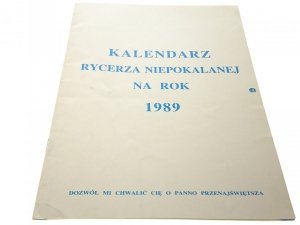 KALENDARZ
RYCERZA NIEPOKALANEJ
NA ROK
1989
DOZWÓL MI CHWALIĆ CIĘ O PANNO PRZENAJŚWIĘTSZA